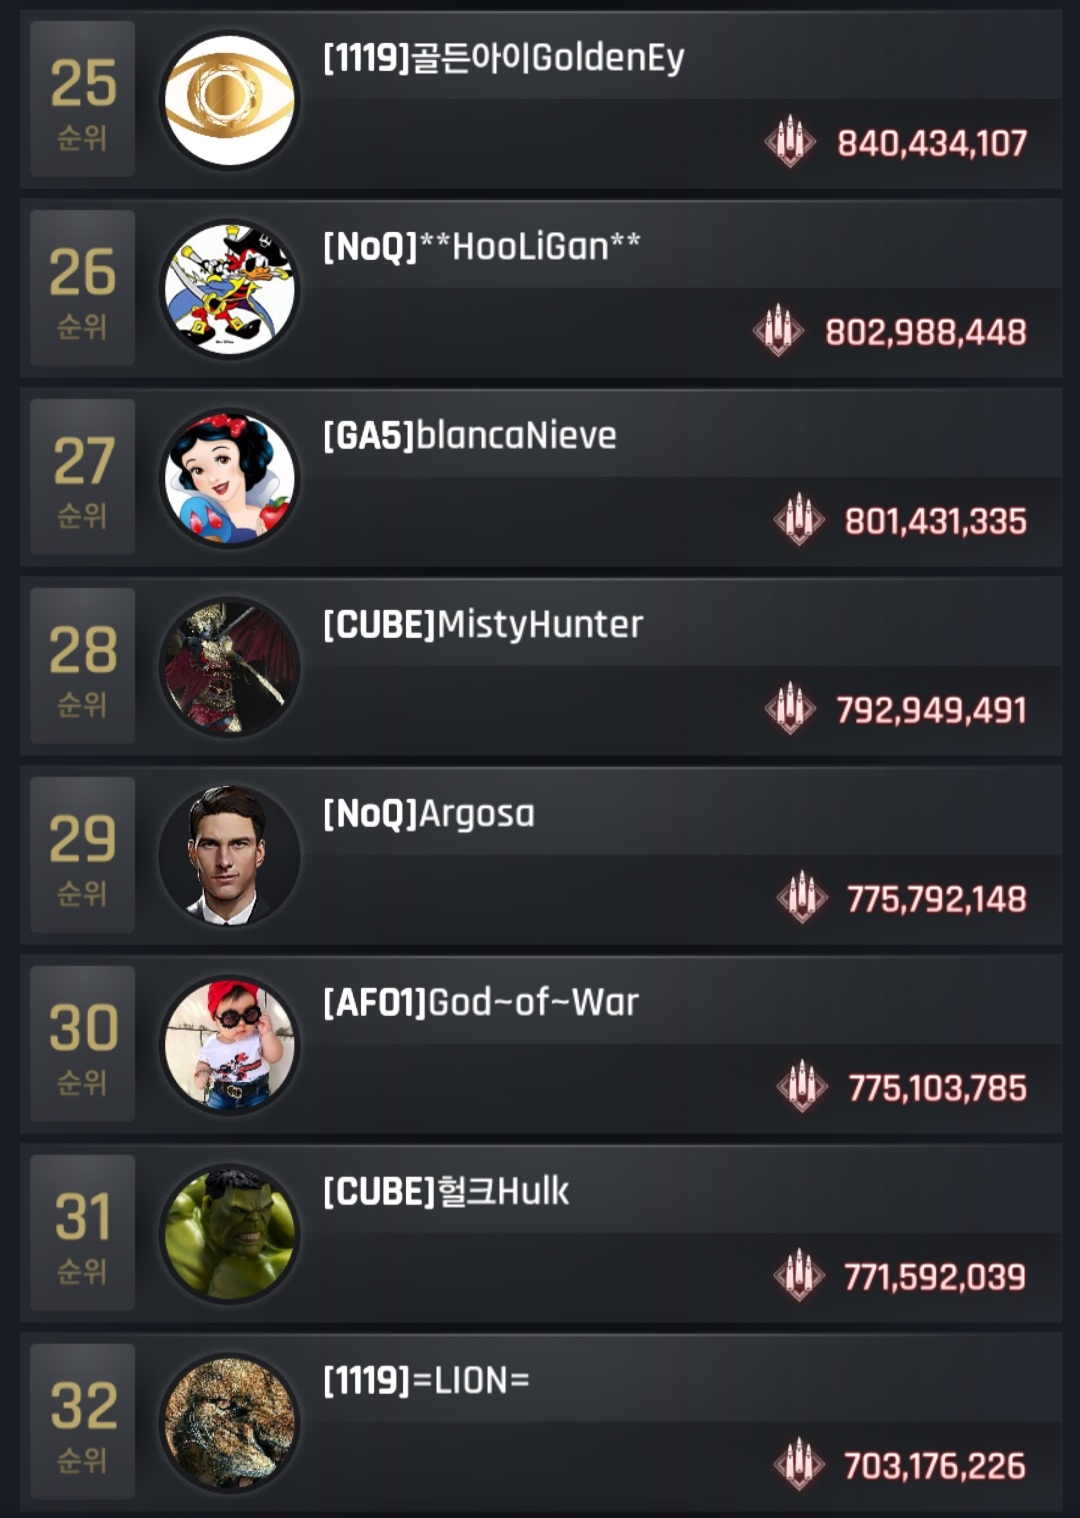 25
순위
[1119]골든아이GoldenEy
840,434,107
26
순위
[NoQ]**HooLiGan**
802,988,448
27
순위
[GA5]blancaNieve
801,431,335
28
순위
[CUBE]MistyHunter
792,949,491
29
순위
[NoQ]Argosa
775,792,148
30
순위
[AF01]God~of~War
775,103,785
31
순위
[CUBE]헐크Hulk
771,592,039
32
순위
[1119]=LION=
703,176,226